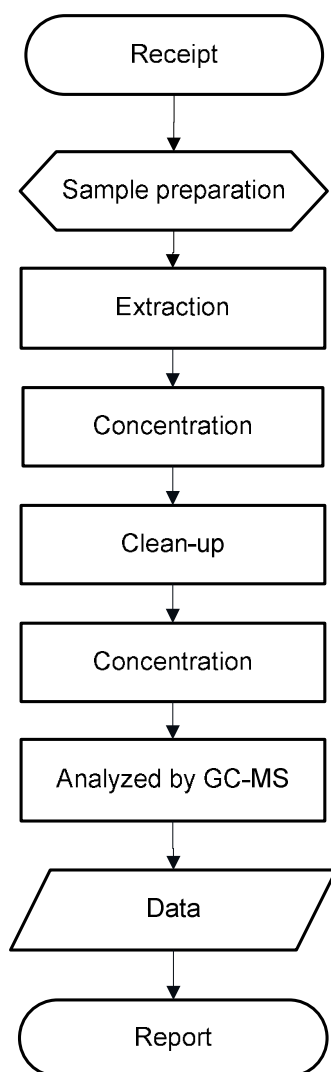 Receipt
Sample preparation
Extraction
Concentration
Clean-up
Concentration
Analyzed by GC-MS
Data
Report